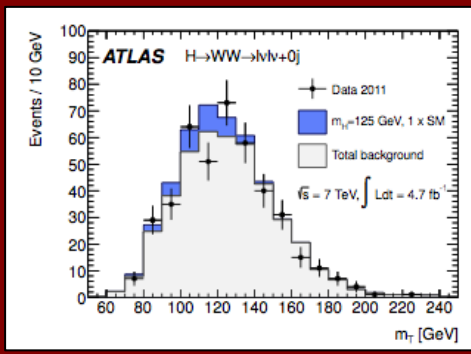 Events / 10 GeV
100
90
80
70
60
50
40
30
20
10
0
ATLAS H→WW→lνlν+0j
Data 2011
m_H=125 GeV, 1 x SM
Total background
√s = 7 TeV, ∫ Ldt = 4.7 fb⁻¹
60 80 100 120 140 160 180 200 220 240
m_T [GeV]